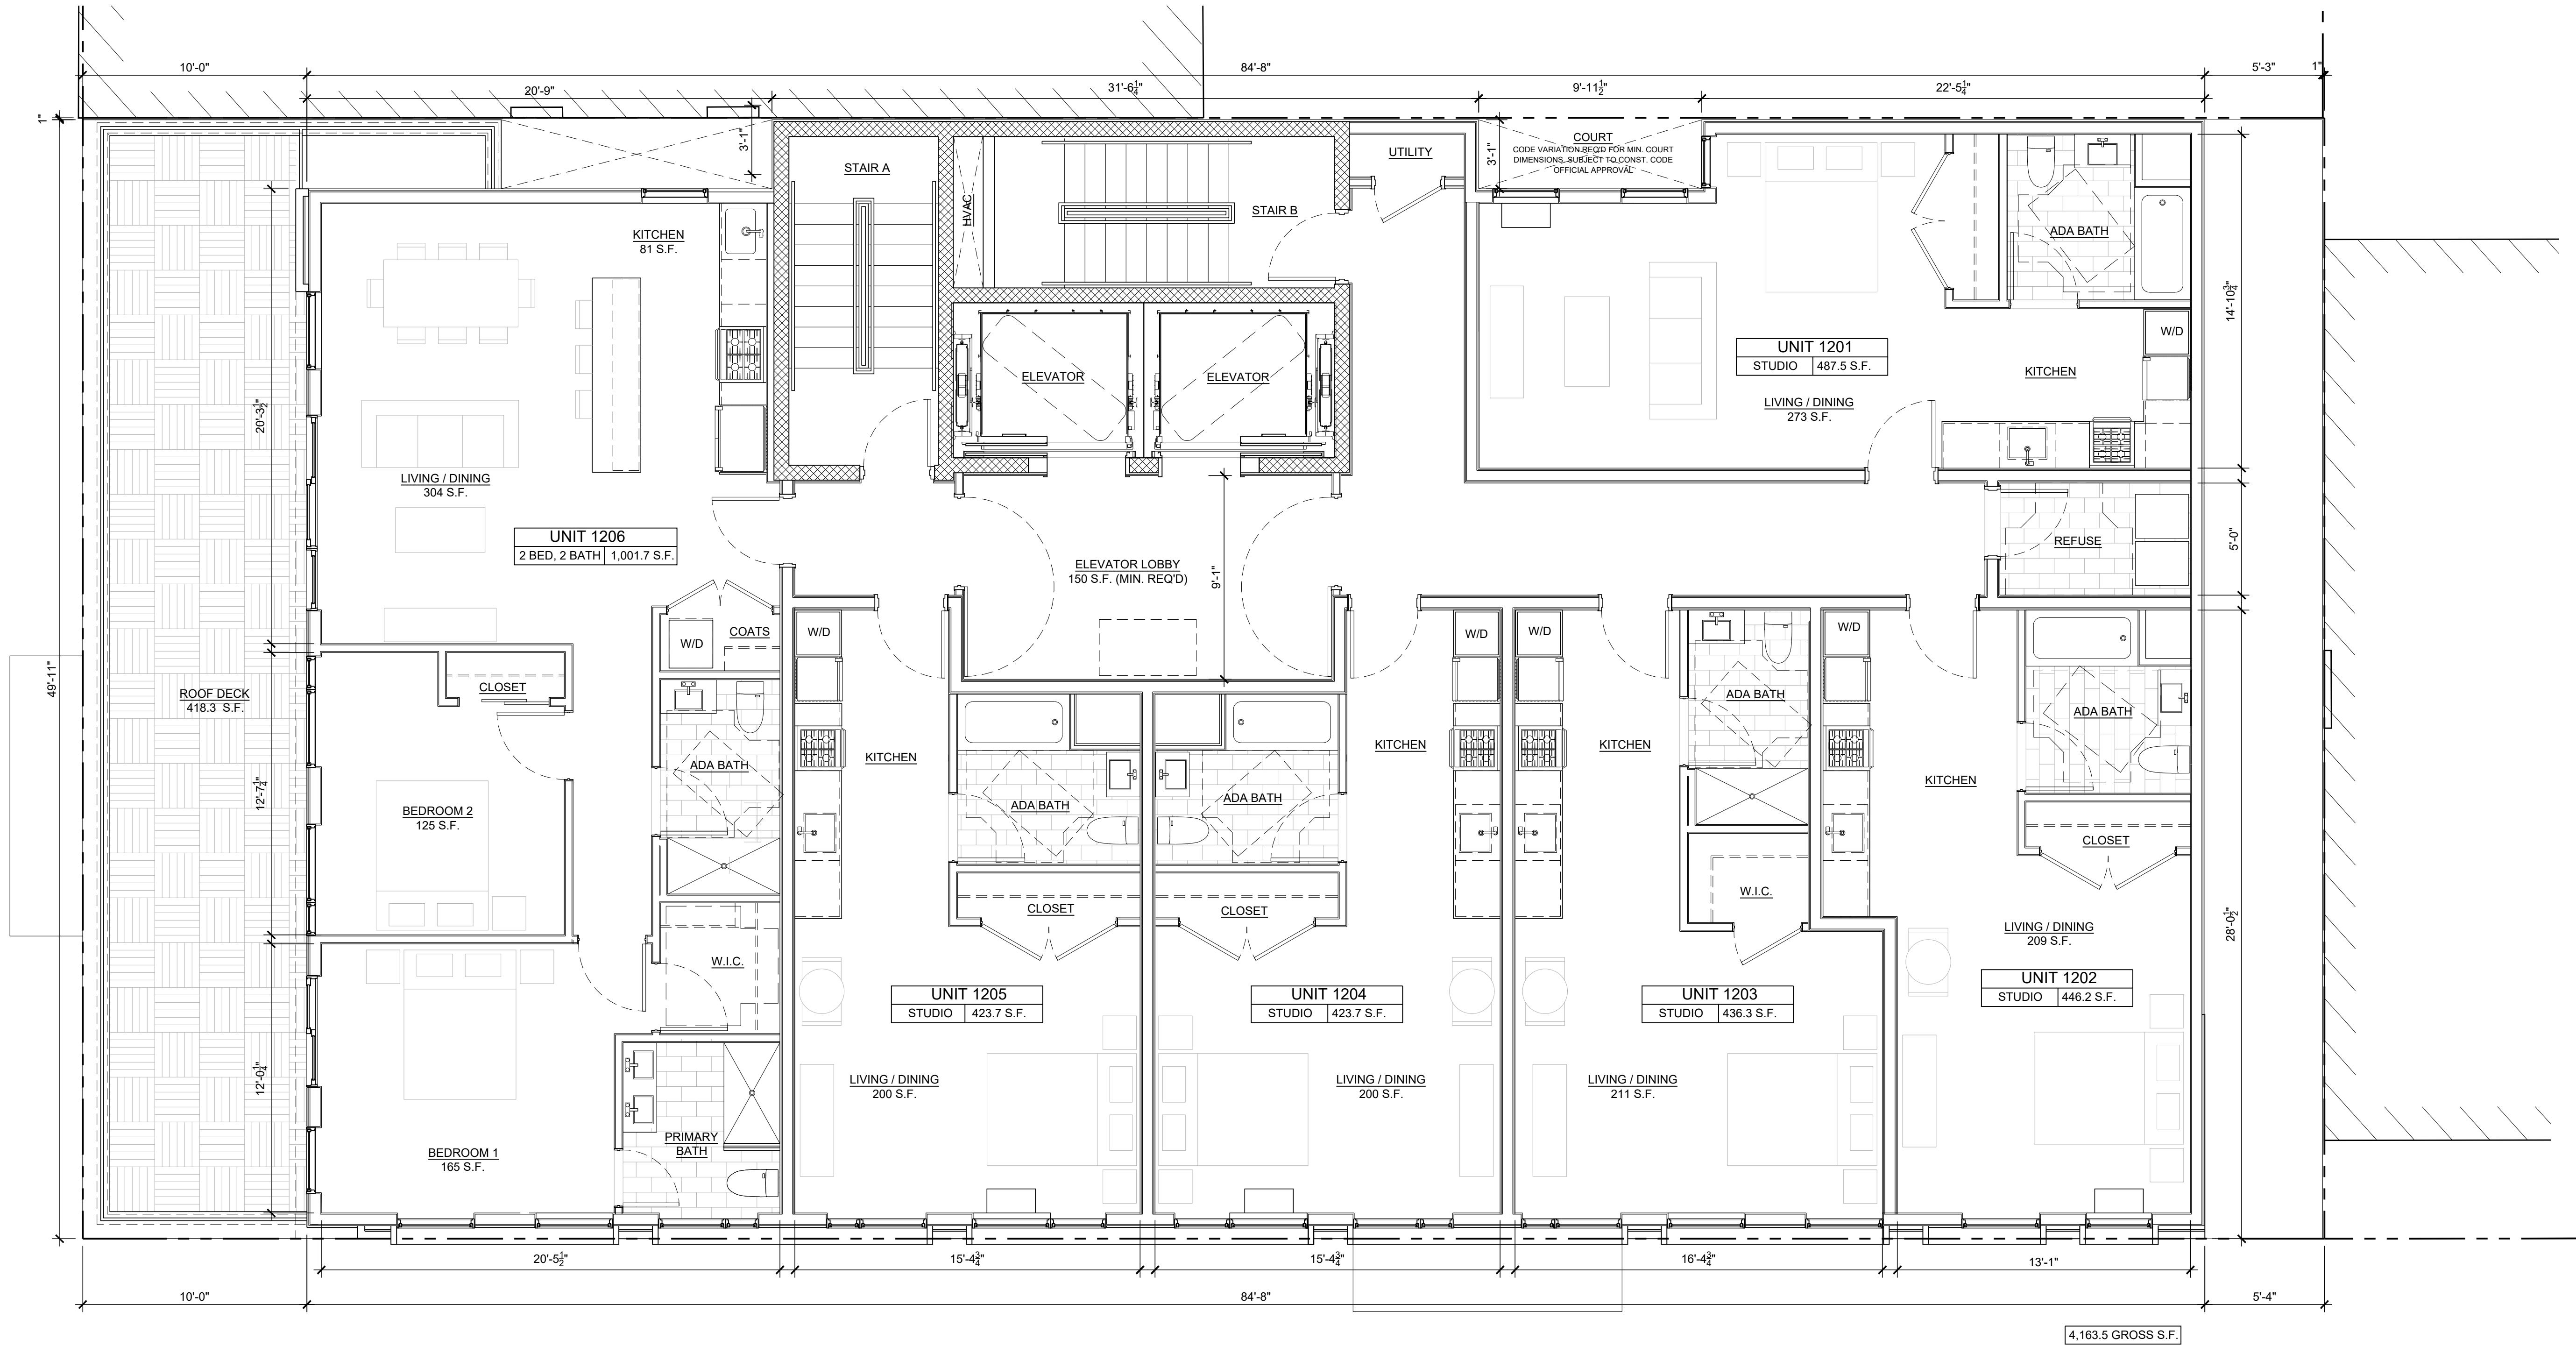 10'-0"
84'-8"
5'-3"
1"
20'-9"
31'-6¼"
9'-11½"
22'-5¼"
1"
3'-1"
3'-1"
STAIR A
HVAC
STAIR B
UTILITY
COURT
CODE VARIATION REQ'D FOR MIN. COURT
DIMENSIONS, SUBJECT TO CONST. CODE
OFFICIAL APPROVAL
ADA BATH
KITCHEN
81 S.F.
14'-10¾"
W/D
UNIT 1201
STUDIO 487.5 S.F.
KITCHEN
LIVING / DINING
273 S.F.
ELEVATOR
ELEVATOR
20'-3½"
LIVING / DINING
304 S.F.
UNIT 1206
2 BED, 2 BATH 1,001.7 S.F.
ELEVATOR LOBBY
150 S.F. (MIN. REQ'D)
9'-1"
REFUSE
5'-0"
COATS
W/D
W/D
W/D
W/D
W/D
49'-11"
ROOF DECK
418.3 S.F.
CLOSET
ADA BATH
ADA BATH
KITCHEN
KITCHEN
KITCHEN
ADA BATH
KITCHEN
12'-7¼"
BEDROOM 2
125 S.F.
ADA BATH
ADA BATH
CLOSET
W.I.C.
CLOSET
CLOSET
LIVING / DINING
209 S.F.
28'-0½"
W.I.C.
UNIT 1205
STUDIO 423.7 S.F.
UNIT 1204
STUDIO 423.7 S.F.
UNIT 1203
STUDIO 436.3 S.F.
UNIT 1202
STUDIO 446.2 S.F.
12'-0¼"
LIVING / DINING
200 S.F.
LIVING / DINING
200 S.F.
LIVING / DINING
211 S.F.
PRIMARY
BATH
BEDROOM 1
165 S.F.
20'-5½"
15'-4¾"
15'-4¾"
16'-4¾"
13'-1"
10'-0"
84'-8"
5'-4"
4,163.5 GROSS S.F.